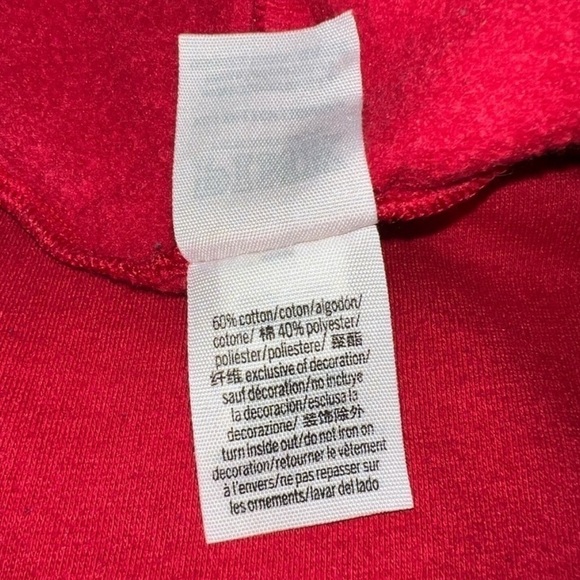 60% cotton/coton/algodón/
cotone/ 棉 40% polyester/
poliéster/poliestere/ 聚酯
纤维 exclusive of decoration/
sauf décoration/no incluye
la decoración/esclusa la
decorazione/ 装饰除外
turn inside out/do not iron on
decoration/retourner le vêtement
à l'envers/ne pas repasser sur
les ornements/lavar del lado